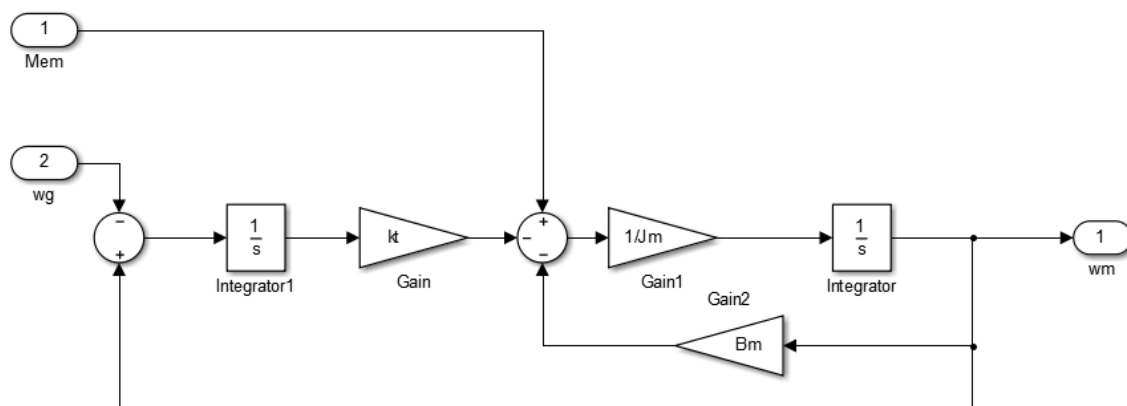 1
Mem
2
wg
−
+
1
s
Integrator1
kt
Gain
+
−
−
1/Jm
Gain1
1
s
Integrator
1
wm
Gain2
Bm